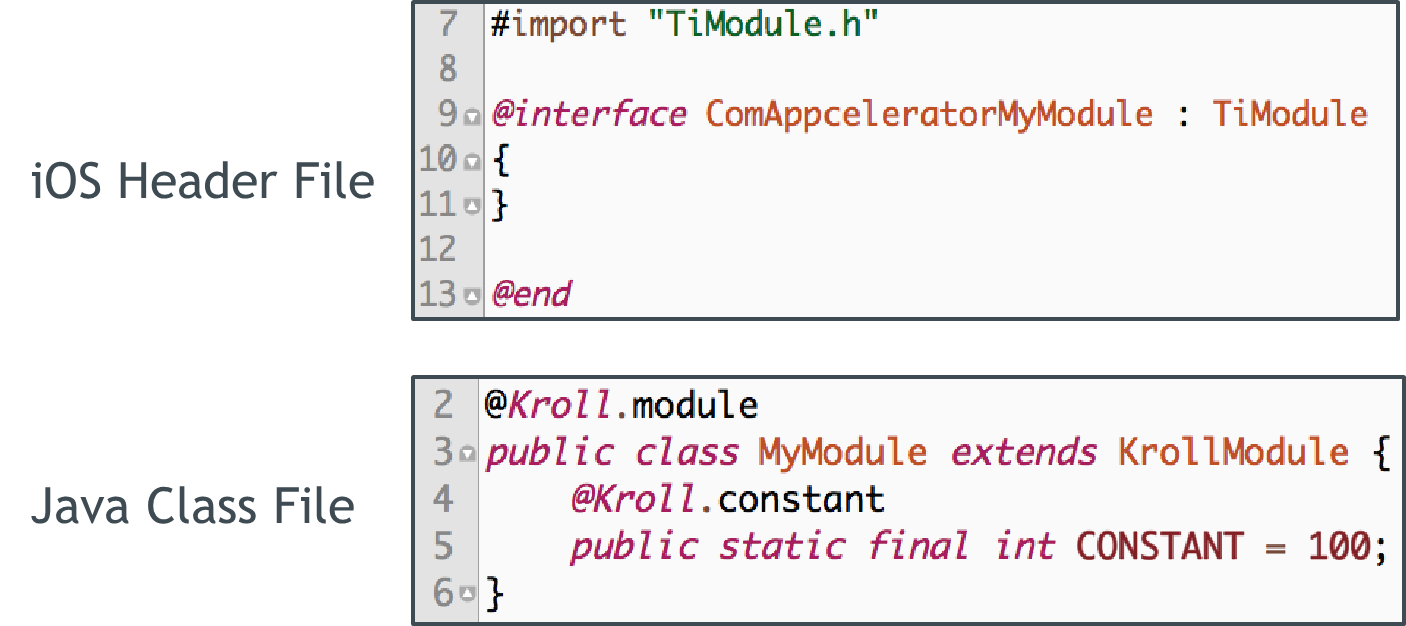 iOS Header File
7 #import "TiModule.h"
8
9 @interface ComAppceleratorMyModule : TiModule
10 {
11 }
12
13 @end
Java Class File
2 @Kroll.module
3 public class MyModule extends KrollModule {
4     @Kroll.constant
5     public static final int CONSTANT = 100;
6 }